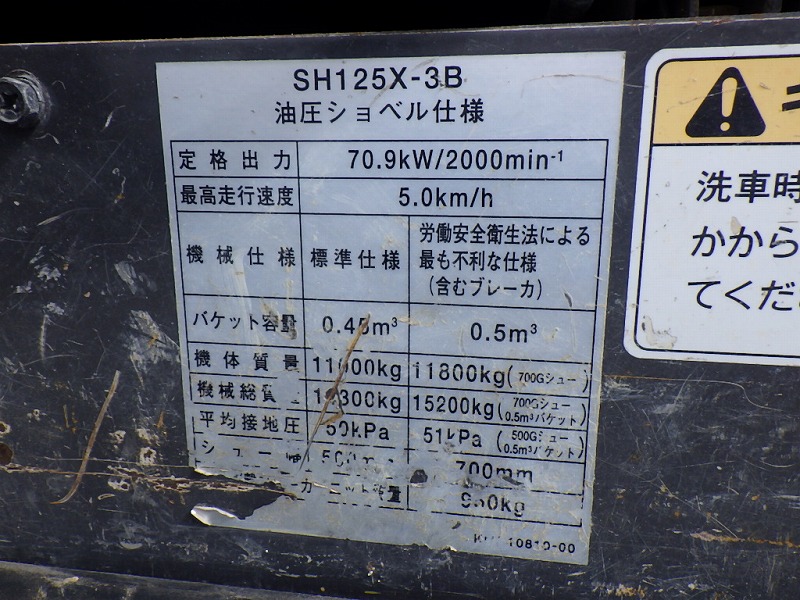 SH125X-3B
油圧ショベル仕様
定格出力 70.9kW/2000min-1
最高走行速度 5.0km/h
機械仕様 標準仕様 労働安全衛生法による
最も不利な仕様
(含むブレーカ)
バケット容量 0.45m³ 0.5m³
機体質量 11000kg 11800kg(700Gシュー)
機械総質 300kg 15200kg(700Gシュー
0.5m³バケット)
平均接地圧 50kPa 51kPa (500Gシュー
0.5m³バケット)
700mm
950kg
10810-00
洗車時
かから
てくだ